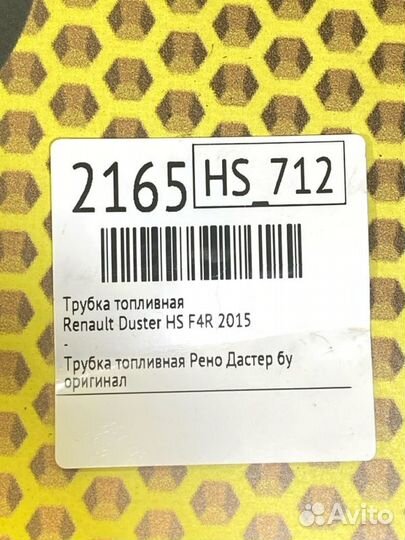 2165 HS_712
Трубка топливная
Renault Duster HS F4R 2015
-
Трубка топливная Рено Дастер бу
оригинал
Avito